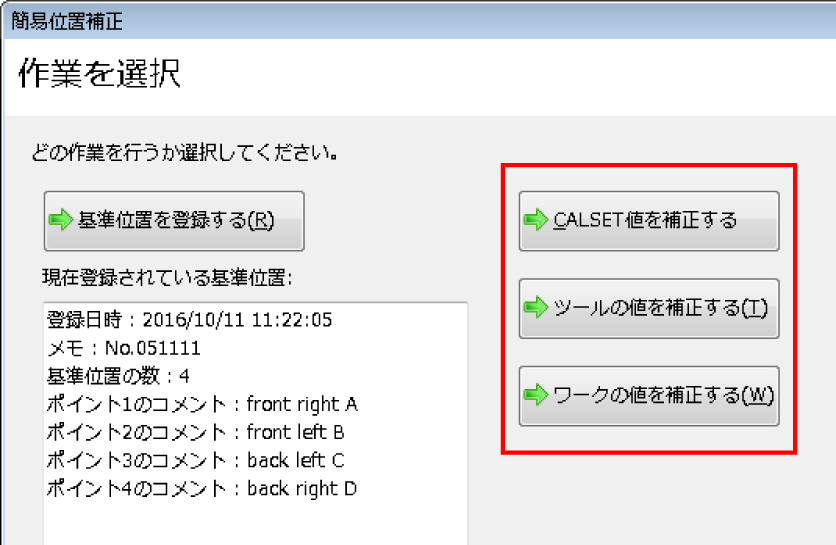 簡易位置補正
作業を選択
どの作業を行うか選択してください。
基準位置を登録する(R)
現在登録されている基準位置:
登録日時:2016/10/11 11:22:05
メモ:No.051111
基準位置の数:4
ポイント1のコメント:front right A
ポイント2のコメント:front left B
ポイント3のコメント:back left C
ポイント4のコメント:back right D
CALSET値を補正する
ツールの値を補正する(T)
ワークの値を補正する(W)